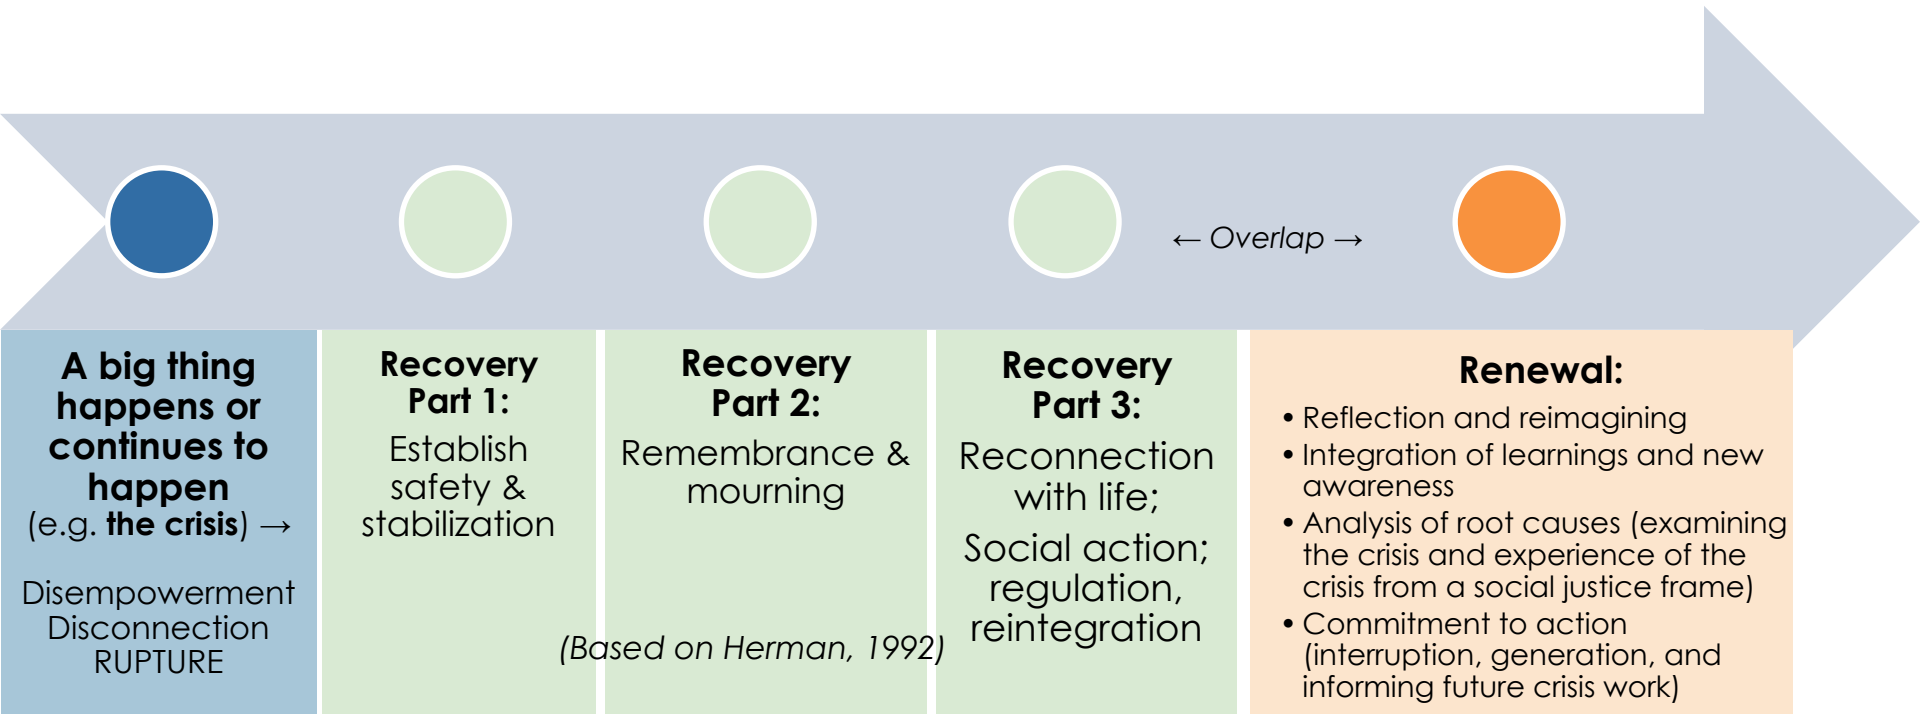 ← Overlap →
A big thing
happens or
continues to
happen
(e.g. the crisis) →
Disempowerment
Disconnection
RUPTURE
Recovery
Part 1:
Establish
safety &
stabilization
Recovery
Part 2:
Remembrance &
mourning
(Based on Herman, 1992)
Recovery
Part 3:
Reconnection
with life;
Social action;
regulation,
reintegration
Renewal:
• Reflection and reimagining
• Integration of learnings and new
awareness
• Analysis of root causes (examining
the crisis and experience of the
crisis from a social justice frame)
• Commitment to action
(interruption, generation, and
informing future crisis work)